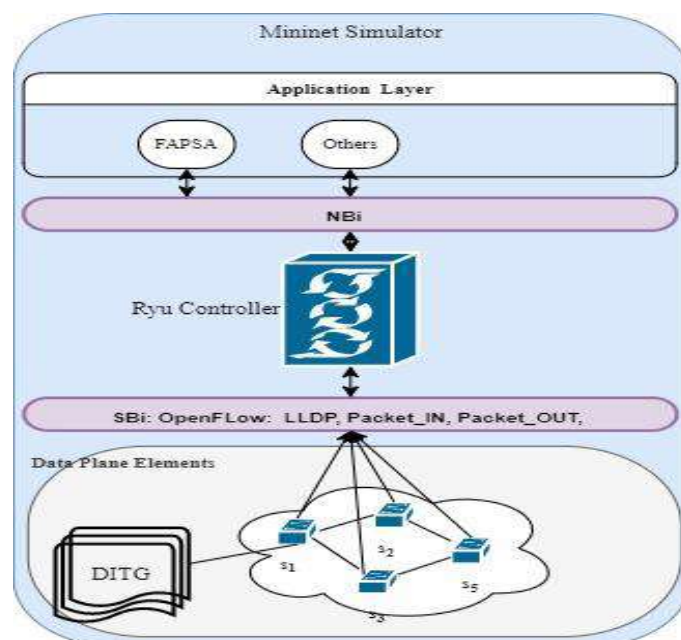 Mininet Simulator
Application Layer
FAPSA
Others
NBi
Ryu Controller
SBi: OpenFLow: LLDP, Packet_IN, Packet_OUT,
Data Plane Elements
DITG
s1
s2
s3
s5